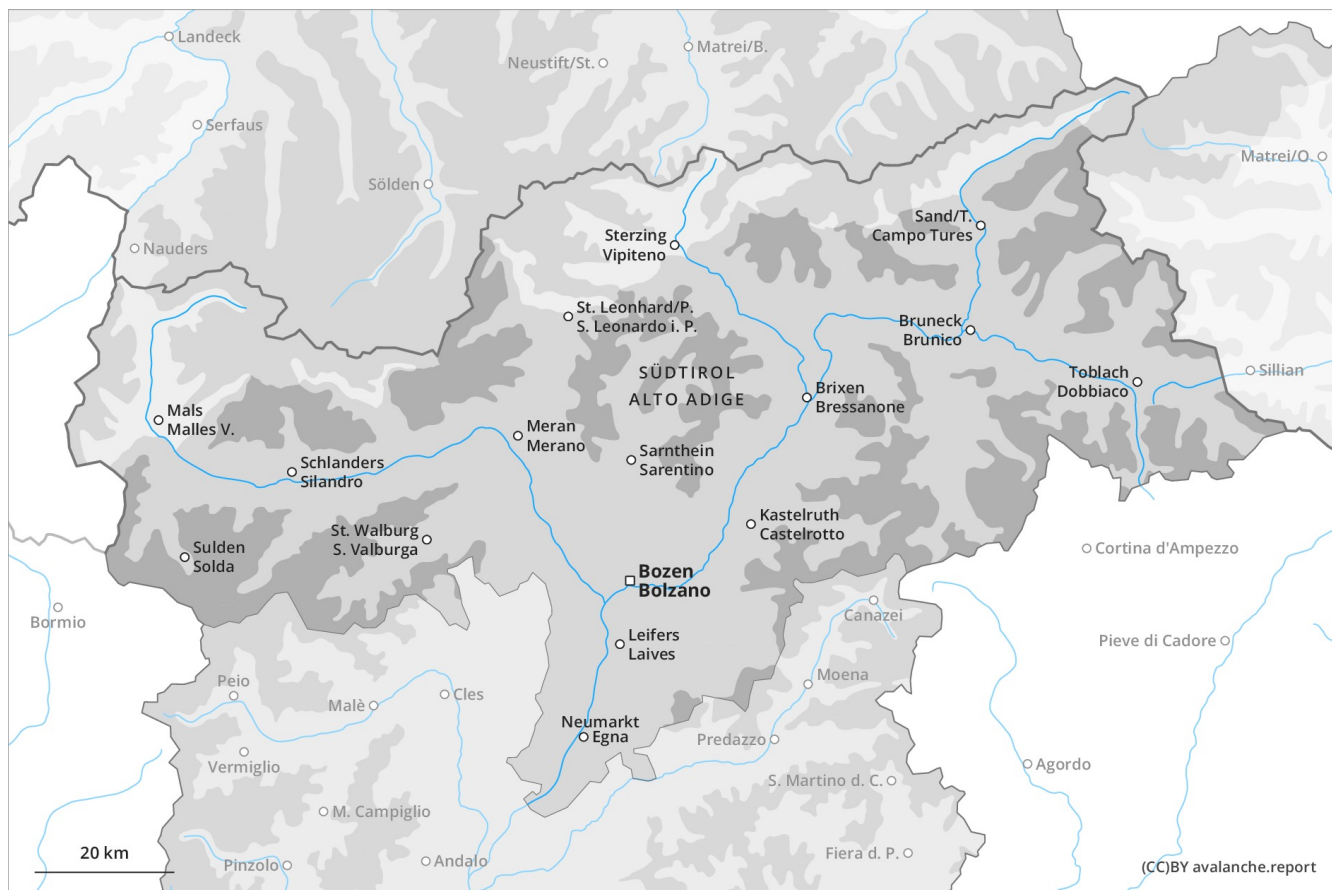 Landeck
Matrei/B.
Neustift/St.
Serfaus
Matrei/O.
Sölden
Nauders
Sand/T.
Campo Tures
Sterzing
Vipiteno
St. Leonhard/P.
S. Leonardo i. P.
Bruneck
Brunico
SÜDTIROL
ALTO ADIGE
Toblach
Dobbiaco
Sillian
Brixen
Bressanone
Mals
Malles V.
Meran
Merano
Sarnthein
Sarentino
Schlanders
Silandro
Kastelruth
Castelrotto
St. Walburg
S. Valburga
Sulden
Solda
Cortina d'Ampezzo
Bozen
Bolzano
Bormio
Canazei
Leifers
Laives
Pieve di Cadore
Peio
Moena
Malè
Cles
Neumarkt
Egna
Predazzo
Vermiglio
Agordo
S. Martino d. C.
M. Campiglio
20 km
Pinzolo
Andalo
Fiera d. P.
(CC)BY avalanche.report